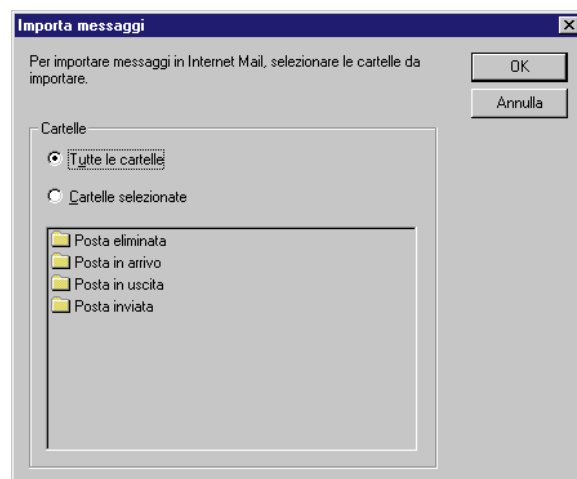 Importa messaggi
Per importare messaggi in Internet Mail, selezionare le cartelle da
importare.
OK
Annulla
Cartelle
Tutte le cartelle
Cartelle selezionate
Posta eliminata
Posta in arrivo
Posta in uscita
Posta inviata